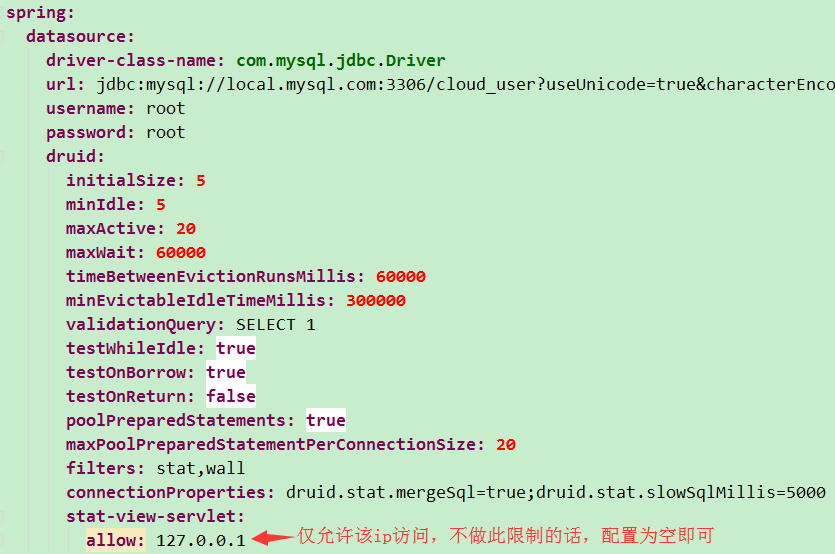 spring:
datasource:
driver-class-name: com.mysql.jdbc.Driver
url: jdbc:mysql://local.mysql.com:3306/cloud_user?useUnicode=true&characterEnco
username: root
password: root
druid:
initialSize: 5
minIdle: 5
maxActive: 20
maxWait: 60000
timeBetweenEvictionRunsMillis: 60000
minEvictableIdleTimeMillis: 300000
validationQuery: SELECT 1
testWhileIdle: true
testOnBorrow: true
testOnReturn: false
poolPreparedStatements: true
maxPoolPreparedStatementPerConnectionSize: 20
filters: stat,wall
connectionProperties: druid.stat.mergeSql=true;druid.stat.slowSqlMillis=5000
stat-view-servlet:
allow: 127.0.0.1 仅允许该ip访问，不做此限制的话，配置为空即可